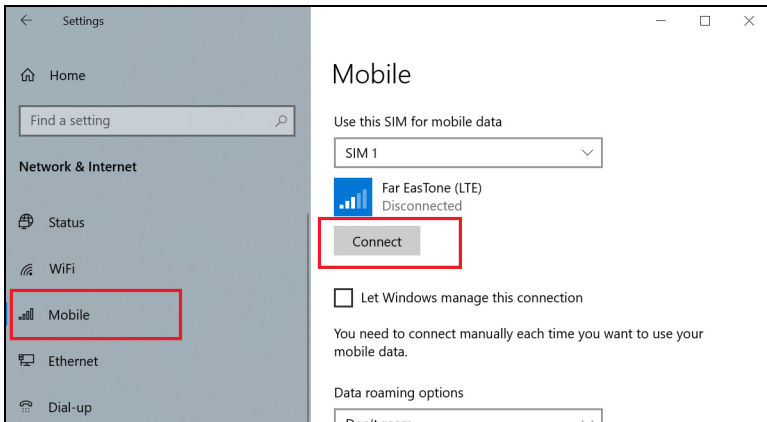 Settings
Home
Find a setting
Network & Internet
Status
WiFi
Mobile
Ethernet
Dial-up
Mobile
Use this SIM for mobile data
SIM 1
Far EasTone (LTE)
Disconnected
Connect
Let Windows manage this connection
You need to connect manually each time you want to use your
mobile data.
Data roaming options
Don't roam